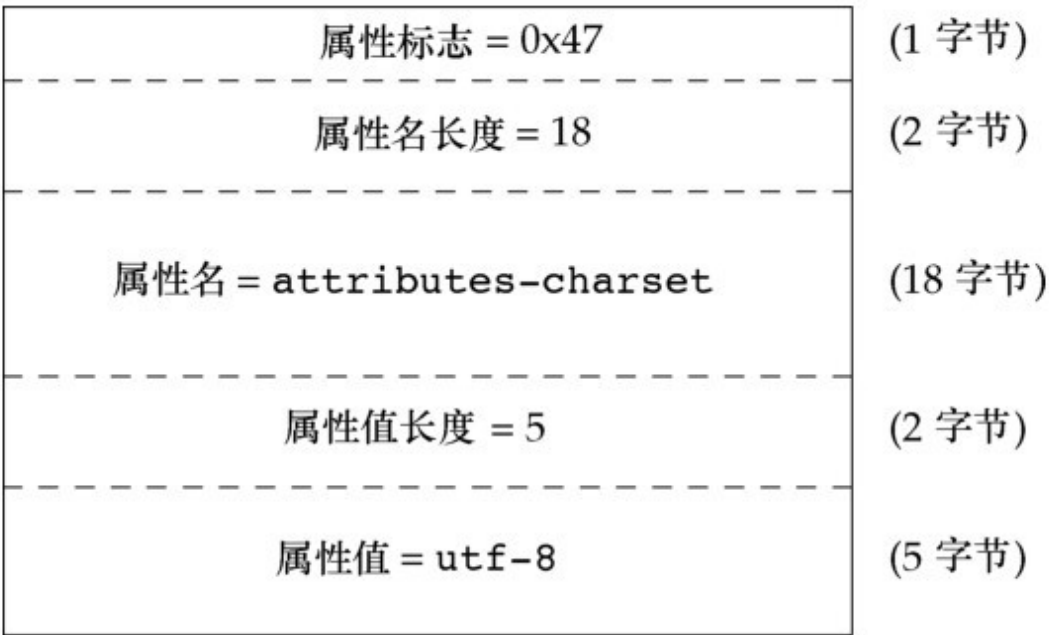 属性标志 = 0x47 (1 字节)
属性名长度 = 18 (2 字节)
属性名 = attributes-charset (18 字节)
属性值长度 = 5 (2 字节)
属性值 = utf-8 (5 字节)